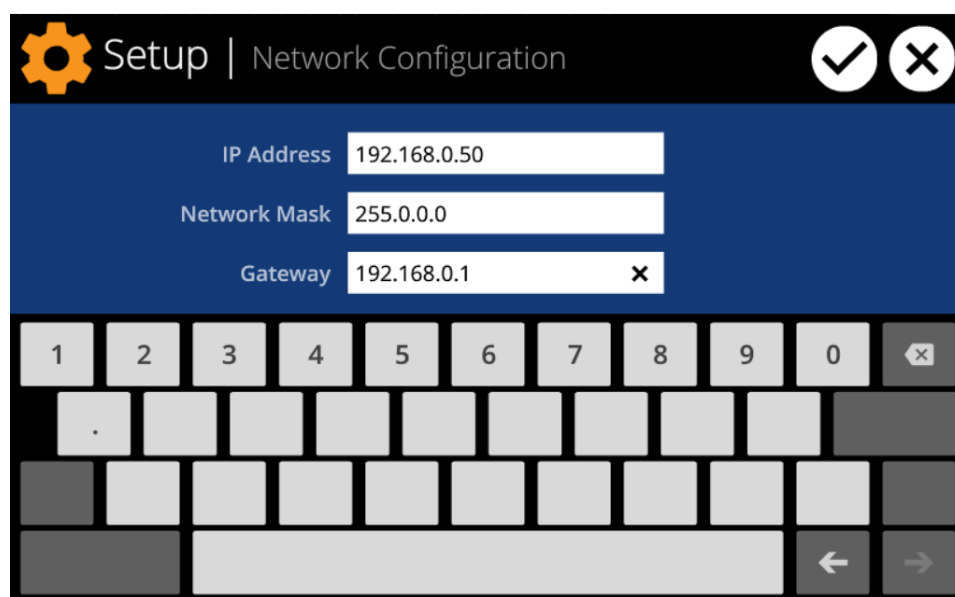 Setup | Network Configuration
IP Address 192.168.0.50
Network Mask 255.0.0.0
Gateway 192.168.0.1
1 2 3 4 5 6 7 8 9 0
.